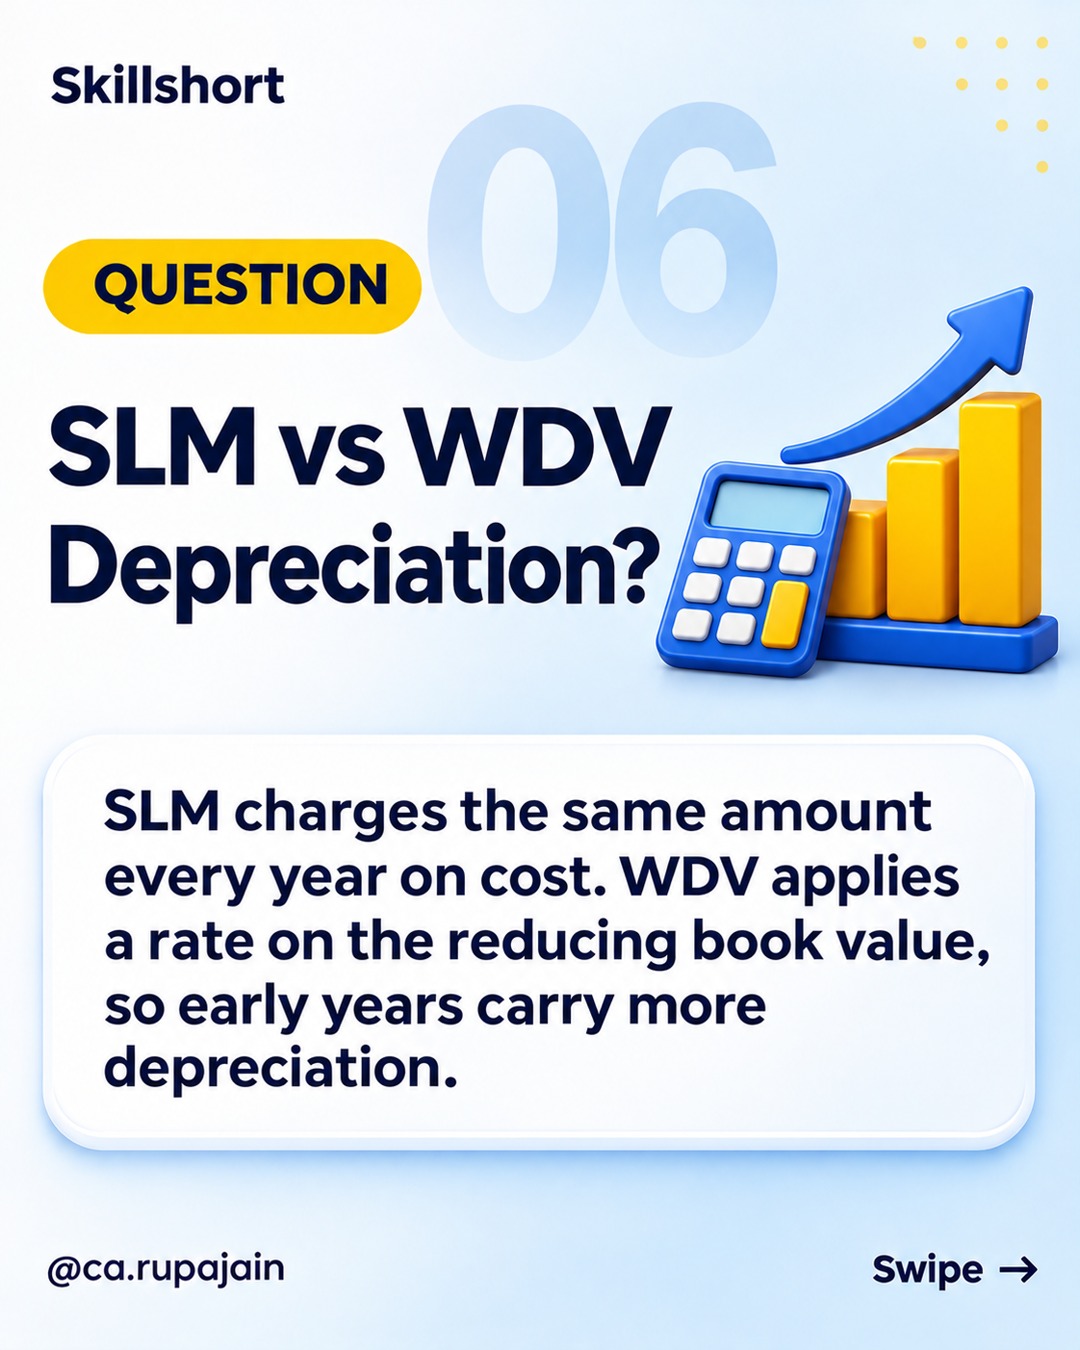 Skillshort
06
QUESTION
SLM vs WDV
Depreciation?
SLM charges the same amount
every year on cost. WDV applies
a rate on the reducing book value,
so early years carry more
depreciation.
@ca.rupajain
Swipe →